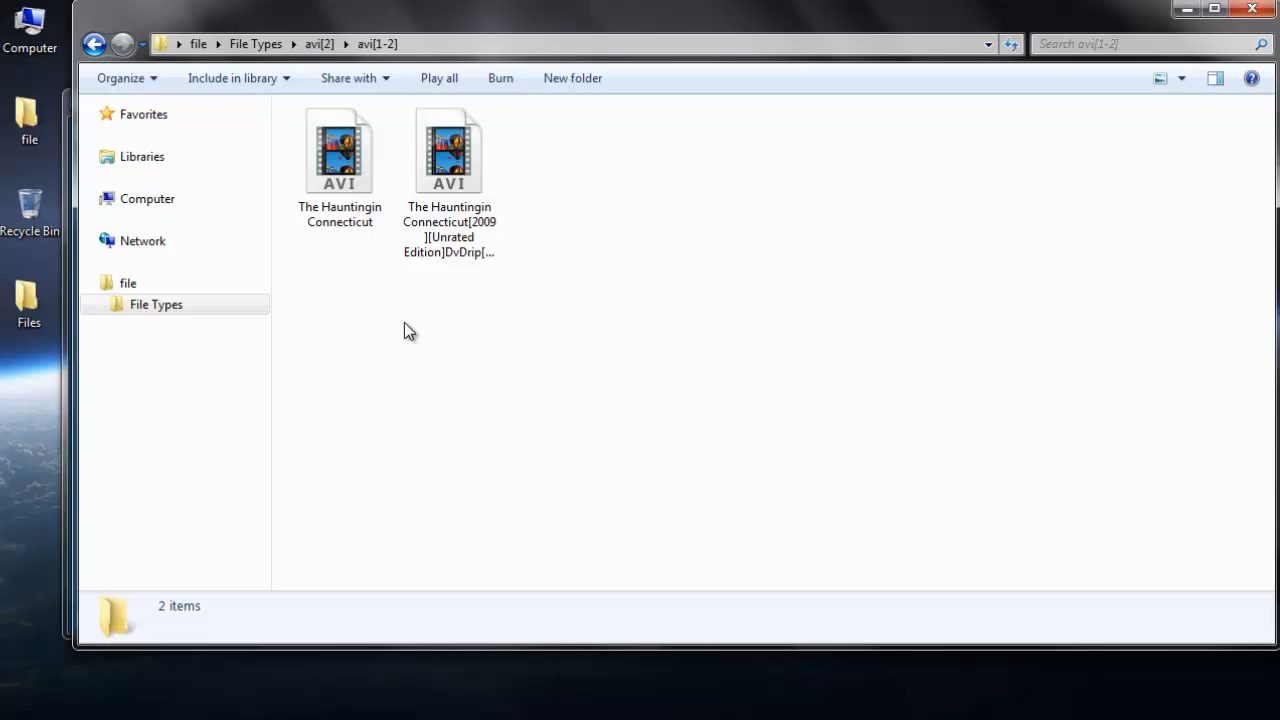 Computer
file
Recycle Bin
Files
file File Types avi[2] avi[1-2]
Search avi[1-2]
Organize Include in library Share with Play all Burn New folder
Favorites
Libraries
Computer
Network
file
File Types
AVI
The Hauntingin
Connecticut
AVI
The Hauntingin
Connecticut[2009
][Unrated
Edition]DvDrip[...
2 items